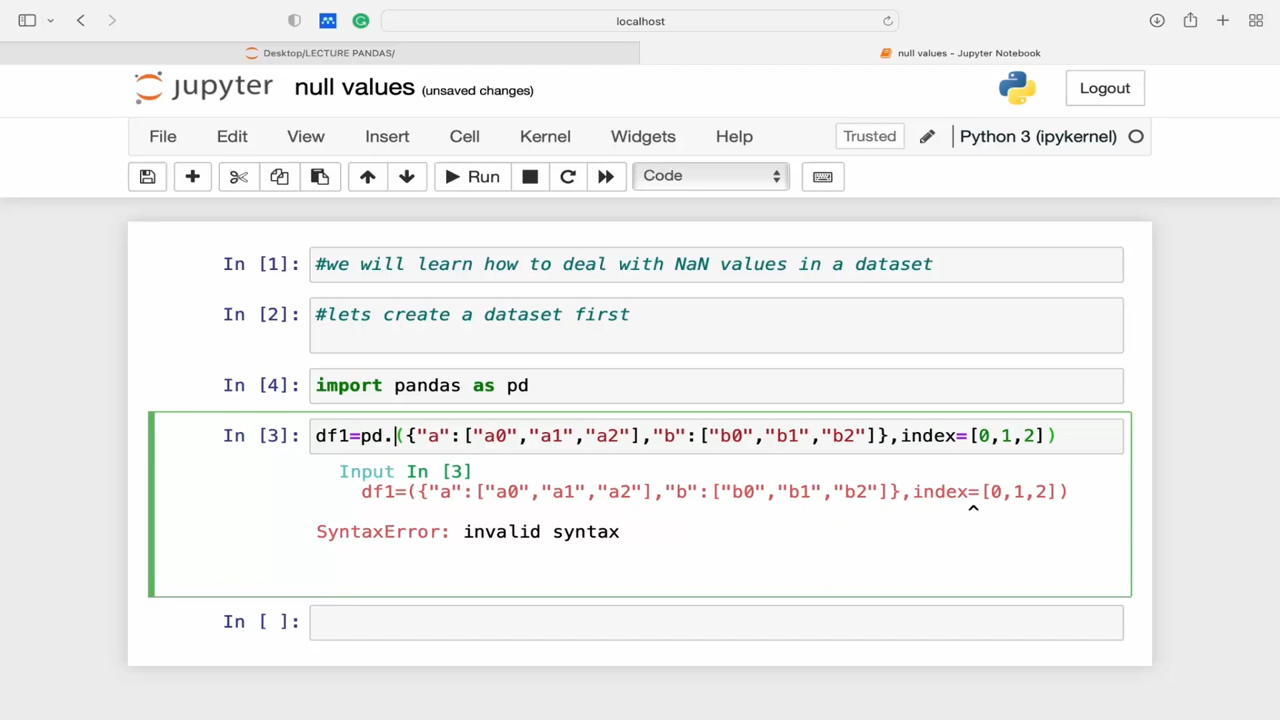 localhost
Desktop/LECTURE PANDAS/
null values - Jupyter Notebook
jupyter null values (unsaved changes) Logout
File Edit View Insert Cell Kernel Widgets Help Trusted Python 3 (ipykernel)
Run Code
In [1]: #we will learn how to deal with NaN values in a dataset
In [2]: #lets create a dataset first
In [4]: import pandas as pd
In [3]: df1=pd.({"a":["a0","a1","a2"],"b":["b0","b1","b2"]},index=[0,1,2])
Input In [3]
df1=({"a":["a0","a1","a2"],"b":["b0","b1","b2"]},index=[0,1,2])
^
SyntaxError: invalid syntax
In [ ]: